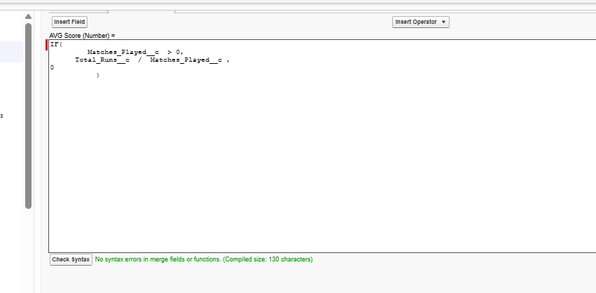 Insert Field
Insert Operator
AVG Score (Number) =
IF(
Matches_Played__c > 0,
Total_Runs__c / Matches_Played__c ,
0
)
s
Check Syntax No syntax errors in merge fields or functions. (Compiled size: 130 characters)